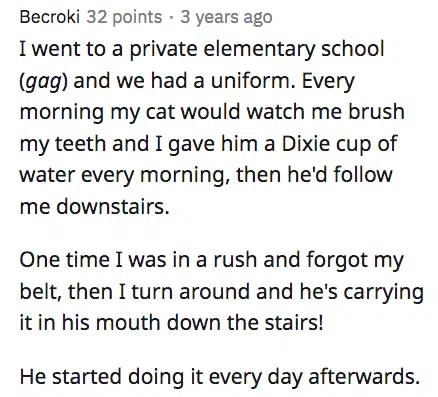 Becroki 32 points · 3 years ago
I went to a private elementary school
(gag) and we had a uniform. Every
morning my cat would watch me brush
my teeth and I gave him a Dixie cup of
water every morning, then he'd follow
me downstairs.
One time I was in a rush and forgot my
belt, then I turn around and he's carrying
it in his mouth down the stairs!
He started doing it every day afterwards.